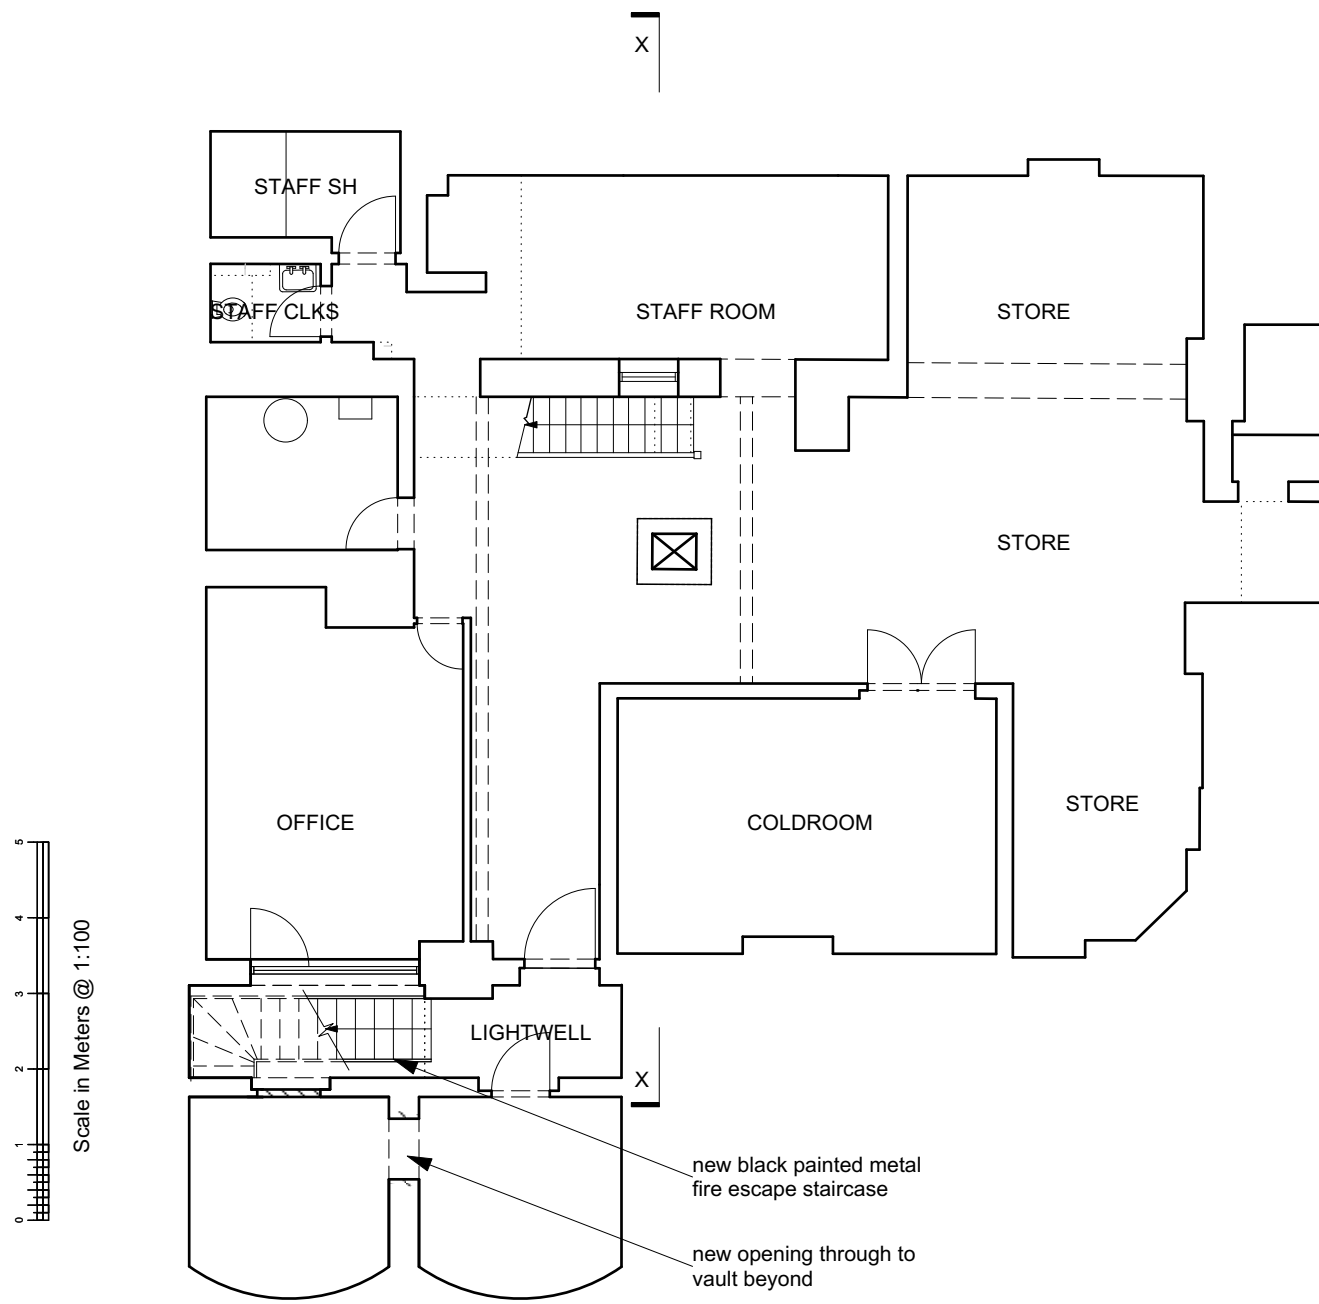 X
STAFF SH
STAFF CLKS
STAFF ROOM
STORE
STORE
OFFICE
COLDROOM
STORE
5
4
3
2
1
0
Scale in Meters @ 1:100
LIGHTWELL
X
new black painted metal
fire escape staircase
new opening through to
vault beyond